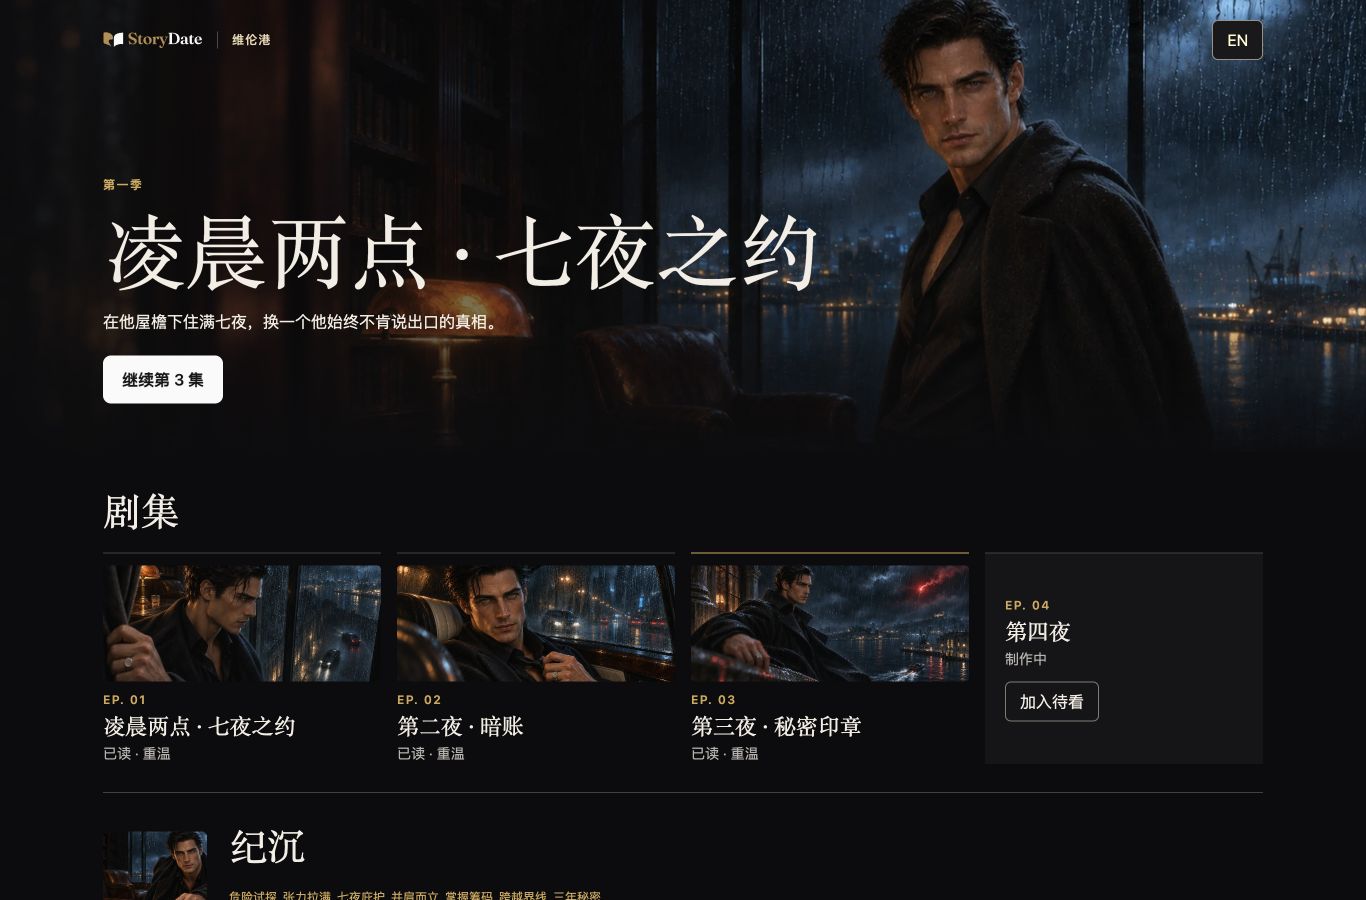 StoryDate | 维伦港
EN
第一季
凌晨两点 · 七夜之约
在他屋檐下住满七夜，换一个他始终不肯说出口的真相。
继续第 3 集
剧集
EP. 01
凌晨两点 · 七夜之约
已读 · 重温
EP. 02
第二夜 · 暗账
已读 · 重温
EP. 03
第三夜 · 秘密印章
已读 · 重温
EP. 04
第四夜
制作中
加入待看
纪沉
危险试探 张力拉满 七夜庇护 并肩而立 掌握筹码 跨越界线 三年秘密